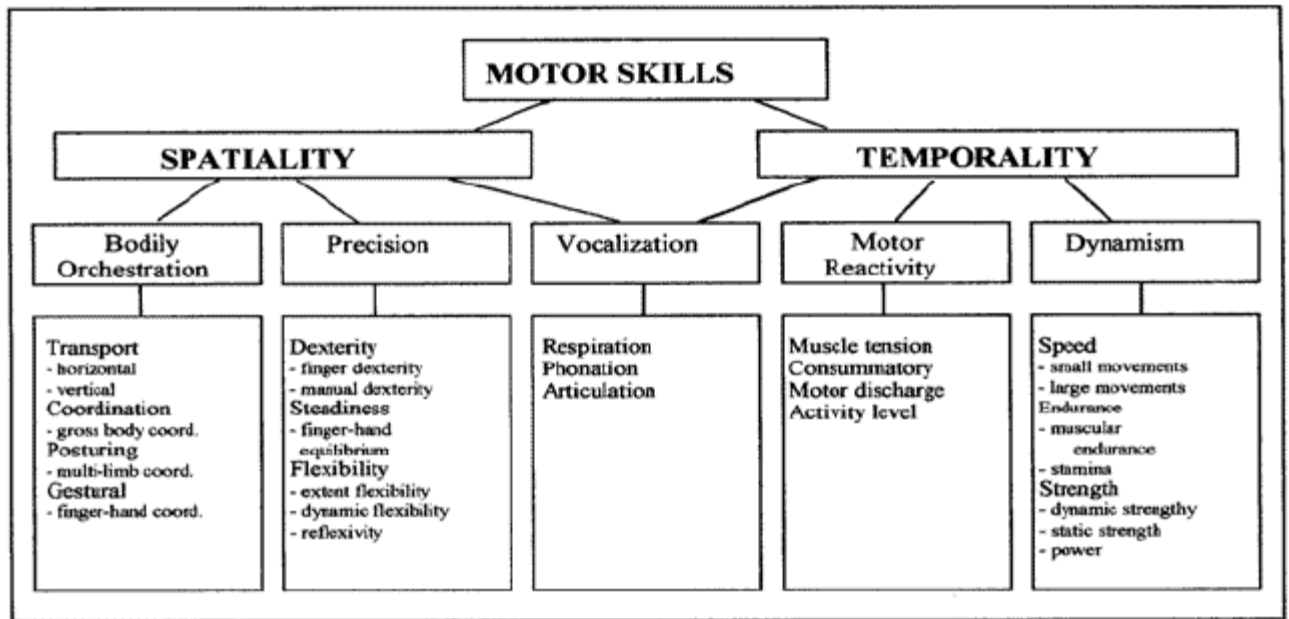 MOTOR SKILLS
SPATIALITY
TEMPORALITY
Bodily
Orchestration
Precision
Vocalization
Motor
Reactivity
Dynamism
Transport
- horizontal
- vertical
Coordination
- gross body coord.
Posturing
- multi-limb coord.
Gestural
- finger-hand coord.
Dexterity
- finger dexterity
- manual dexterity
Steadiness
- finger-hand
equilibrium
Flexibility
- extent flexibility
- dynamic flexibility
- reflexivity
Respiration
Phonation
Articulation
Muscle tension
Consummatory
Motor discharge
Activity level
Speed
- small movements
- large movements
Endurance
- muscular
endurance
- stamina
Strength
- dynamic strengthy
- static strength
- power